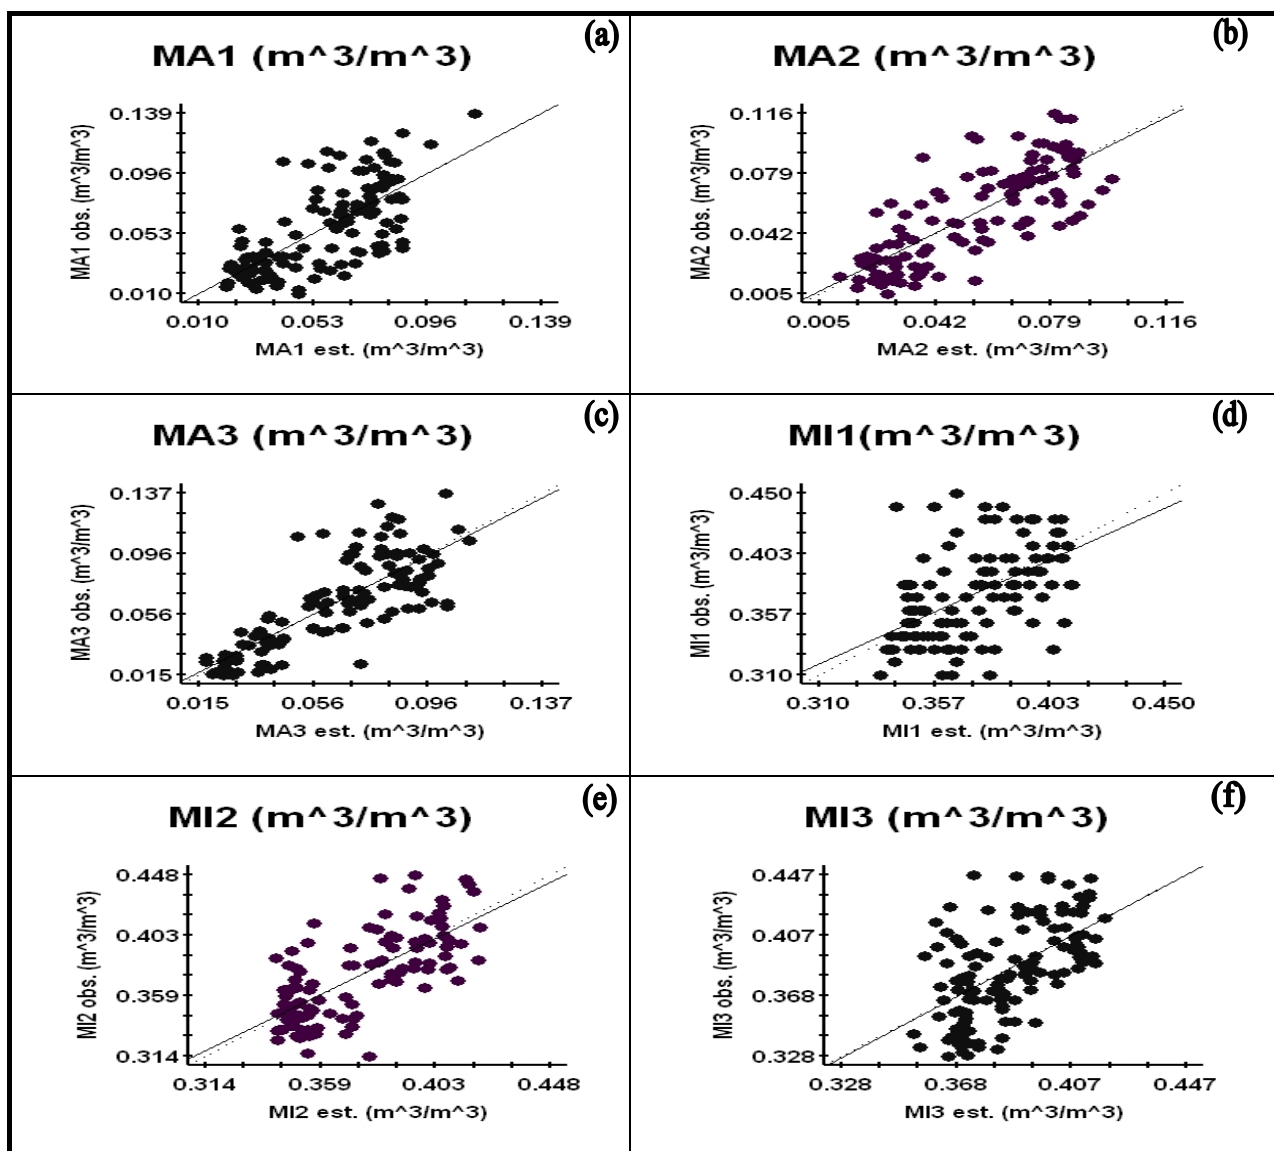 (a)
MA1 (m^3/m^3)
MA1 obs. (m^3/m^3)
0.139
0.096
0.053
0.010
0.010 0.053 0.096 0.139
MA1 est. (m^3/m^3)
(b)
MA2 (m^3/m^3)
MA2 obs. (m^3/m^3)
0.116
0.079
0.042
0.005
0.005 0.042 0.079 0.116
MA2 est. (m^3/m^3)
(c)
MA3 (m^3/m^3)
MA3 obs. (m^3/m^3)
0.137
0.096
0.056
0.015
0.015 0.056 0.096 0.137
MA3 est. (m^3/m^3)
(d)
MI1(m^3/m^3)
MI1 obs. (m^3/m^3)
0.450
0.403
0.357
0.310
0.310 0.357 0.403 0.450
MI1 est. (m^3/m^3)
(e)
MI2 (m^3/m^3)
MI2 obs. (m^3/m^3)
0.448
0.403
0.359
0.314
0.314 0.359 0.403 0.448
MI2 est. (m^3/m^3)
(f)
MI3 (m^3/m^3)
MI3 obs. (m^3/m^3)
0.447
0.407
0.368
0.328
0.328 0.368 0.407 0.447
MI3 est. (m^3/m^3)